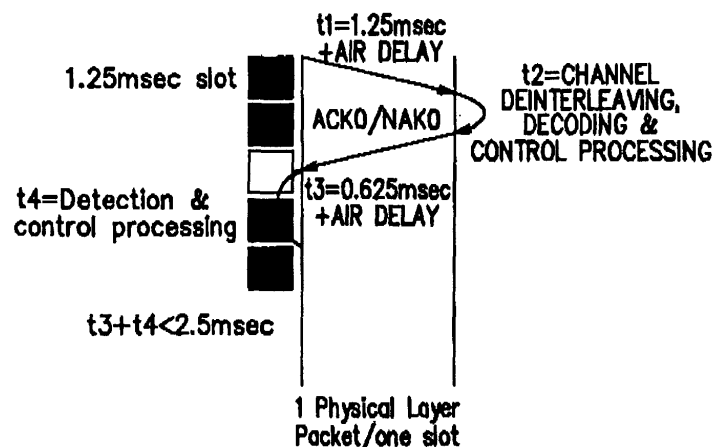 t1=1.25msec
+AIR DELAY
1.25msec slot
t2=CHANNEL
DEINTERLEAVING,
DECODING &
CONTROL PROCESSING
ACK0/NAK0
t3=0.625msec
+AIR DELAY
t4=Detection &
control processing
t3+t4<2.5msec
1 Physical Layer
Packet/one slot